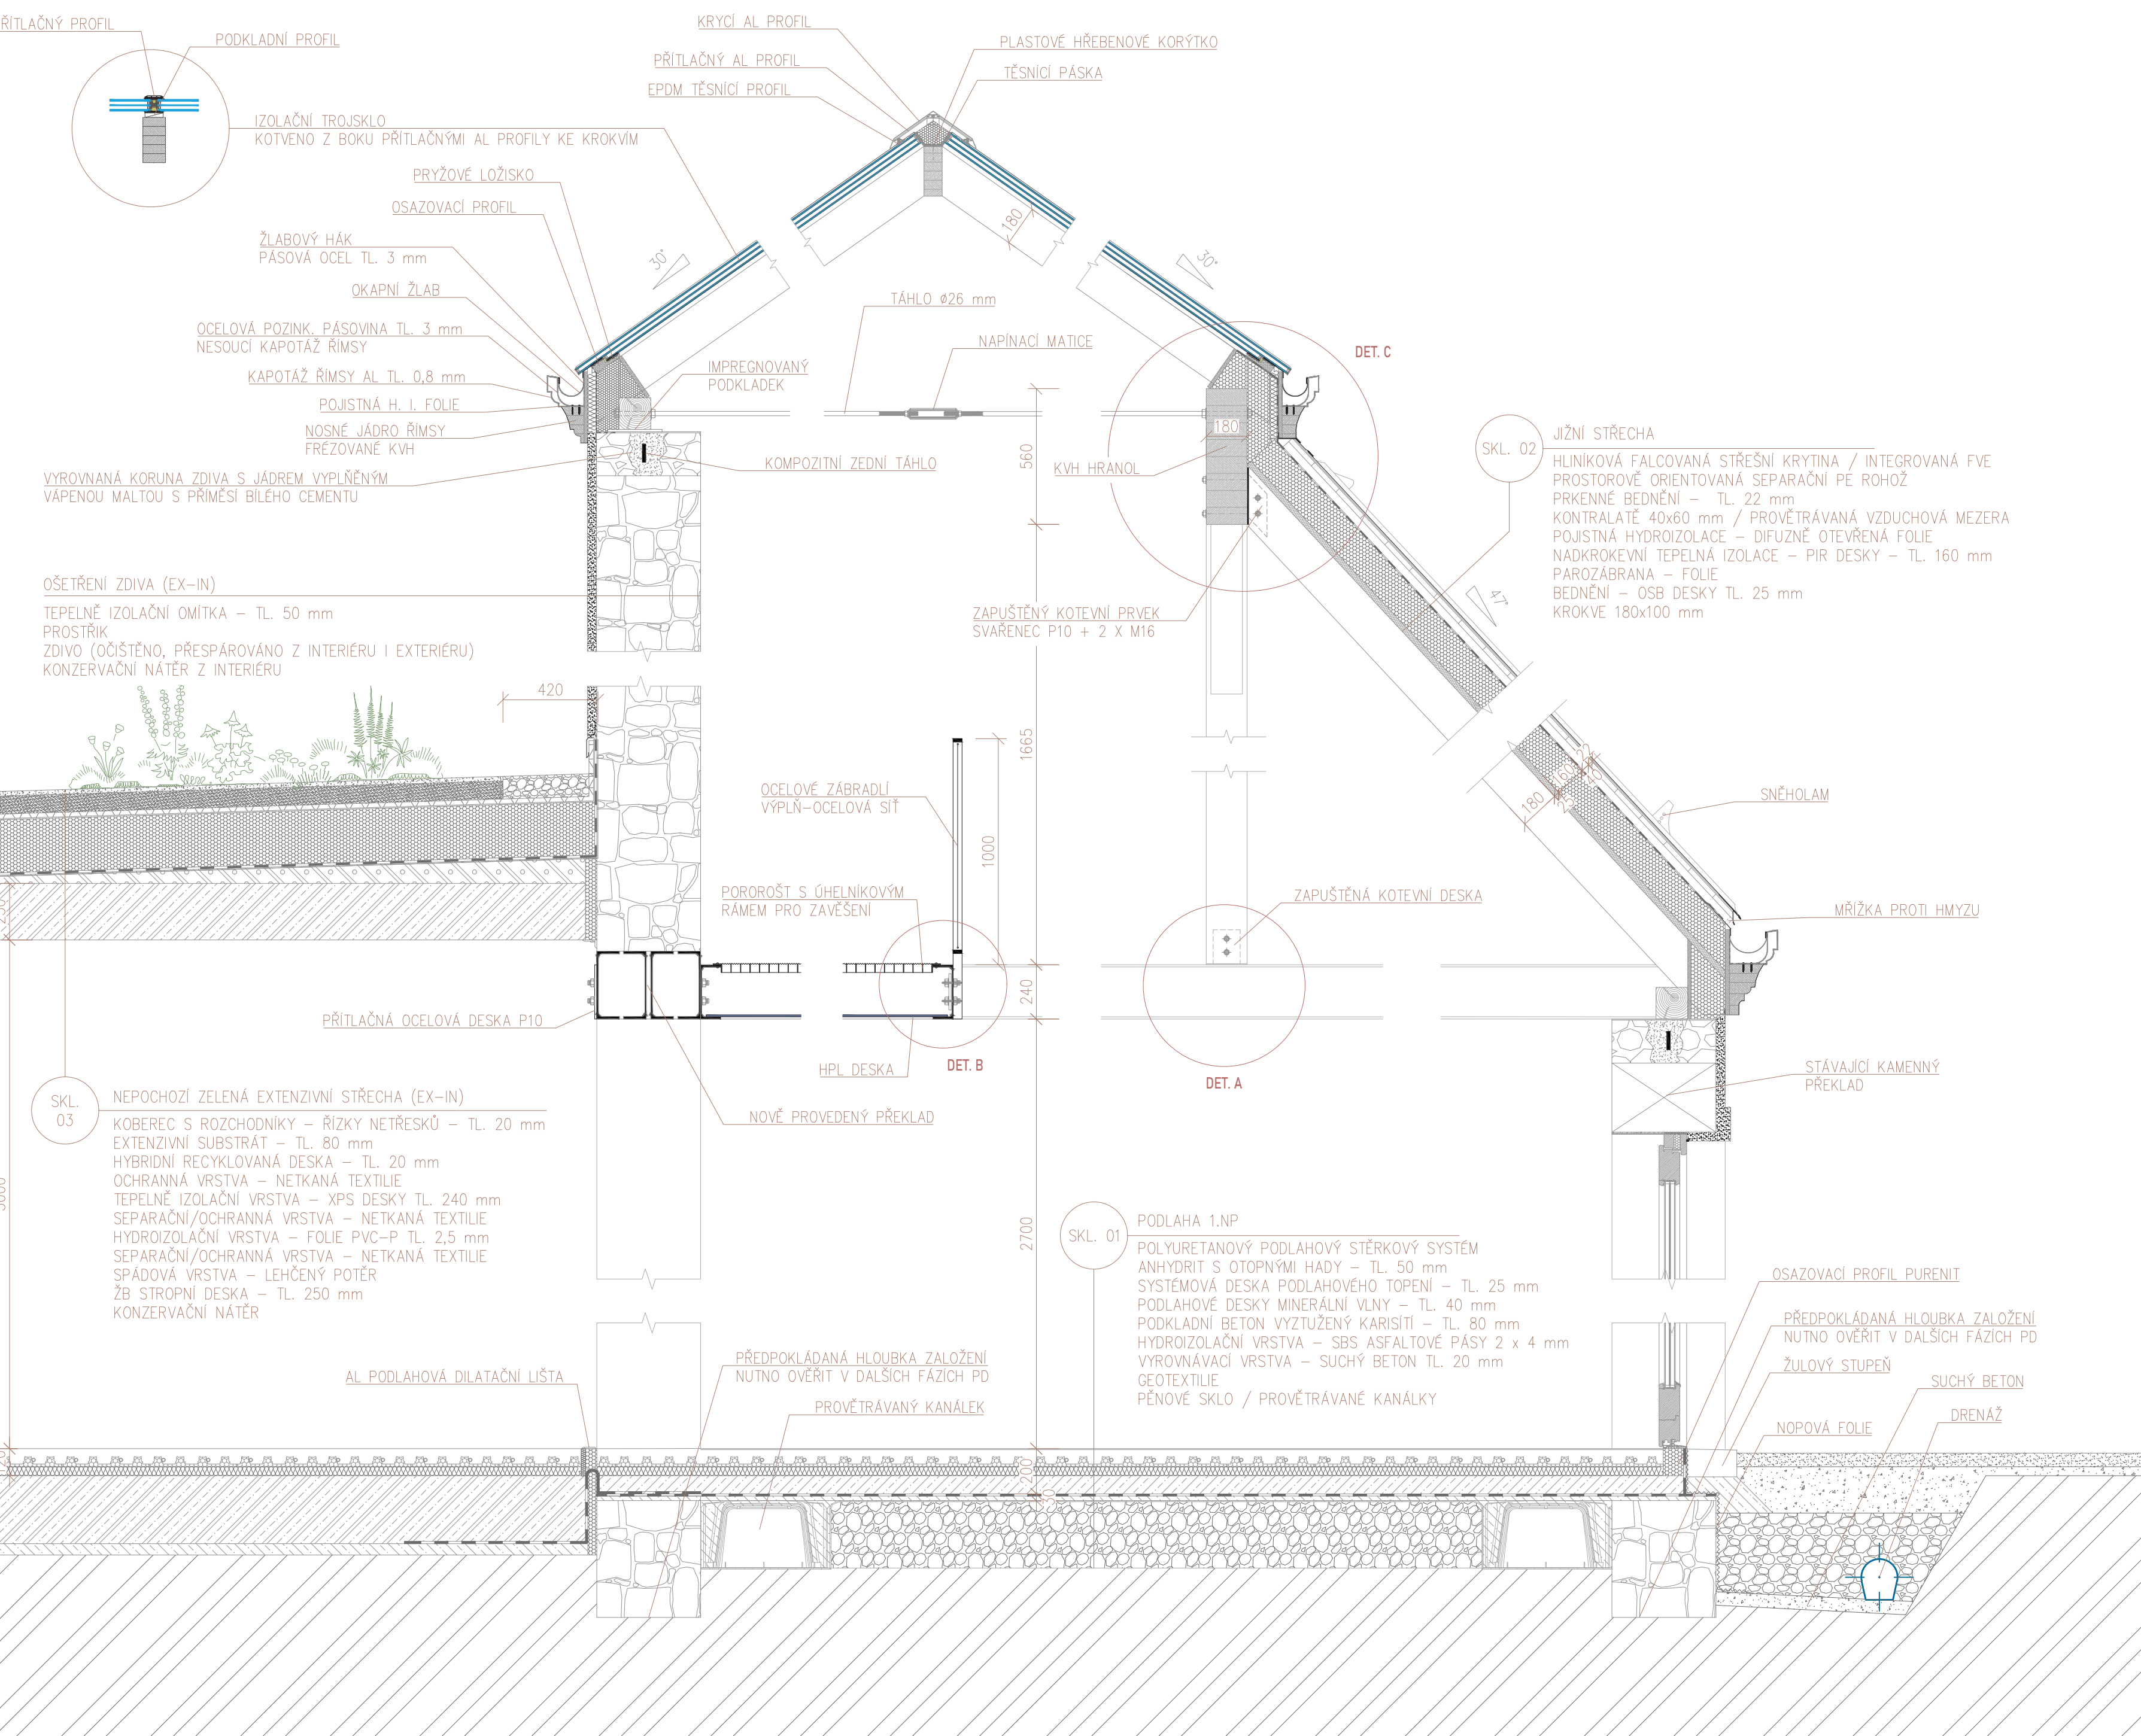 PŘÍTLAČNÝ PROFIL
PODKLADNÍ PROFIL
KRYCÍ AL PROFIL
PŘÍTLAČNÝ AL PROFIL
EPDM TĚSNÍCÍ PROFIL
PLASTOVÉ HŘEBENOVÉ KORÝTKO
TĚSNÍCÍ PÁSKA
IZOLAČNÍ TROJSKLO
KOTVENO Z BOKU PŘÍTLAČNÝMI AL PROFILY KE KROKVÍM
PRYŽOVÉ LOŽISKO
OSAZOVACÍ PROFIL
ŽLABOVÝ HÁK
PÁSOVÁ OCEL TL. 3 mm
OKAPNÍ ŽLAB
OCELOVÁ POZINK. PÁSOVINA TL. 3 mm
NESOUCÍ KAPOTÁŽ ŘÍMSY
KAPOTÁŽ ŘÍMSY AL TL. 0,8 mm
POJISTNÁ H. I. FOLIE
NOSNÉ JÁDRO ŘÍMSY
FRÉZOVANÉ KVH
VYROVNANÁ KORUNA ZDIVA S JÁDREM VYPLŇĚNÝM
VÁPENOU MALTOU S PŘÍMĚSÍ BÍLÉHO CEMENTU
30°
180
30°
TÁHLO ø26 mm
NAPÍNACÍ MATICE
IMPREGNOVANÝ
PODKLADEK
KOMPOZITNÍ ZEDNÍ TÁHLO
DET. C
180
560
KVH HRANOL
SKL. 02
JIŽNÍ STŘECHA
HLINÍKOVÁ FALCOVANÁ STŘEŠNÍ KRYTINA / INTEGROVANÁ FVE
PROSTOROVĚ ORIENTOVANÁ SEPARAČNÍ PE ROHOŽ
PRKENNÉ BEDNĚNÍ – TL. 22 mm
KONTRALATĚ 40x60 mm / PROVĚTRÁVANÁ VZDUCHOVÁ MEZERA
POJISTNÁ HYDROIZOLACE – DIFUZNĚ OTEVŘENÁ FOLIE
NADKROKEVNÍ TEPELNÁ IZOLACE – PIR DESKY – TL. 160 mm
PAROZÁBRANA – FOLIE
BEDNĚNÍ – OSB DESKY TL. 25 mm
KROKVE 180x100 mm
47°
OŠETŘENÍ ZDIVA (EX–IN)
TEPELNĚ IZOLAČNÍ OMÍTKA – TL. 50 mm
PROSTŘIK
ZDIVO (OČIŠTĚNO, PŘESPÁROVÁNO Z INTERIÉRU I EXTERIÉRU)
KONZERVAČNÍ NÁTĚR Z INTERIÉRU
ZAPUŠTĚNÝ KOTEVNÍ PRVEK
SVAŘENEC P10 + 2 X M16
420
1665
OCELOVÉ ZÁBRADLÍ
VÝPLŇ–OCELOVÁ SÍŤ
1000
22
40
160
25
180
SNĚHOLAM
POROROŠT S ÚHELNÍKOVÝM
RÁMEM PRO ZAVĚŠENÍ
ZAPUŠTĚNÁ KOTEVNÍ DESKA
MŘÍŽKA PROTI HMYZU
250
240
PŘÍTLAČNÁ OCELOVÁ DESKA P10
HPL DESKA
DET. B
DET. A
NOVĚ PROVEDENÝ PŘEKLAD
STÁVAJÍCÍ KAMENNÝ
PŘEKLAD
SKL.
03
NEPOCHOZÍ ZELENÁ EXTENZIVNÍ STŘECHA (EX–IN)
KOBEREC S ROZCHODNÍKY – ŘÍZKY NETŘESKŮ – TL. 20 mm
EXTENZIVNÍ SUBSTRÁT – TL. 80 mm
HYBRIDNÍ RECYKLOVANÁ DESKA – TL. 20 mm
OCHRANNÁ VRSTVA – NETKANÁ TEXTILIE
TEPELNĚ IZOLAČNÍ VRSTVA – XPS DESKY TL. 240 mm
SEPARAČNÍ/OCHRANNÁ VRSTVA – NETKANÁ TEXTILIE
HYDROIZOLAČNÍ VRSTVA – FOLIE PVC–P TL. 2,5 mm
SEPARAČNÍ/OCHRANNÁ VRSTVA – NETKANÁ TEXTILIE
SPÁDOVÁ VRSTVA – LEHČENÝ POTĚR
ŽB STROPNÍ DESKA – TL. 250 mm
KONZERVAČNÍ NÁTĚR
2700
SKL. 01
PODLAHA 1.NP
POLYURETANOVÝ PODLAHOVÝ STĚRKOVÝ SYSTÉM
ANHYDRIT S OTOPNÝMI HADY – TL. 50 mm
SYSTÉMOVÁ DESKA PODLAHOVÉHO TOPENÍ – TL. 25 mm
PODLAHOVÉ DESKY MINERÁLNÍ VLNY – TL. 40 mm
PODKLADNÍ BETON VYZTUŽENÝ KARISÍTÍ – TL. 80 mm
HYDROIZOLAČNÍ VRSTVA – SBS ASFALTOVÉ PÁSY 2 x 4 mm
VYROVNÁVACÍ VRSTVA – SUCHÝ BETON TL. 20 mm
GEOTEXTILIE
PĚNOVÉ SKLO / PROVĚTRÁVANÉ KANÁLKY
OSAZOVACÍ PROFIL PURENIT
PŘEDPOKLÁDANÁ HLOUBKA ZALOŽENÍ
NUTNO OVĚŘIT V DALŠÍCH FÁZÍCH PD
ŽULOVÝ STUPEŇ
SUCHÝ BETON
DRENÁŽ
NOPOVÁ FOLIE
AL PODLAHOVÁ DILATAČNÍ LIŠTA
PŘEDPOKLÁDANÁ HLOUBKA ZALOŽENÍ
NUTNO OVĚŘIT V DALŠÍCH FÁZÍCH PD
PROVĚTRÁVANÝ KANÁLEK
200
30